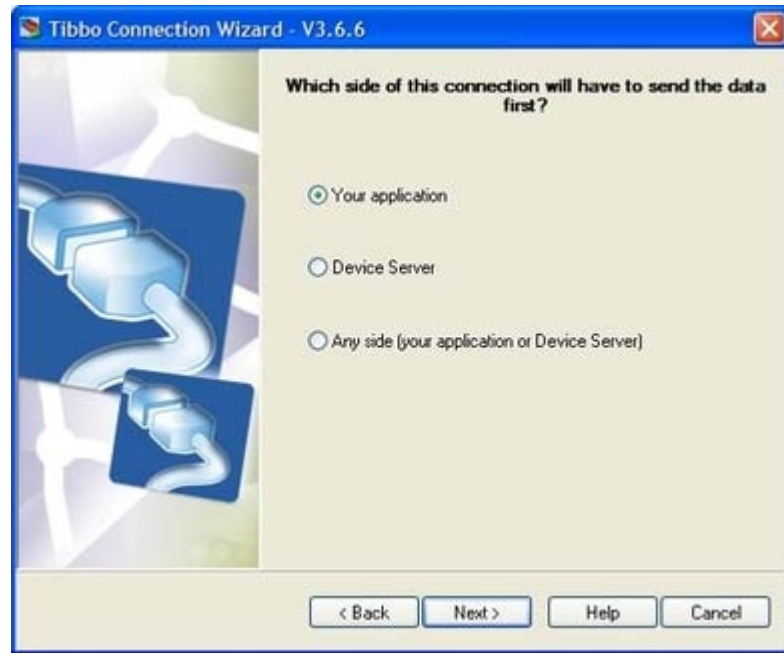 Tibbo Connection Wizard - V3.6.6
Which side of this connection will have to send the data
first?
Your application
Device Server
Any side (your application or Device Server)
< Back
Next >
Help
Cancel